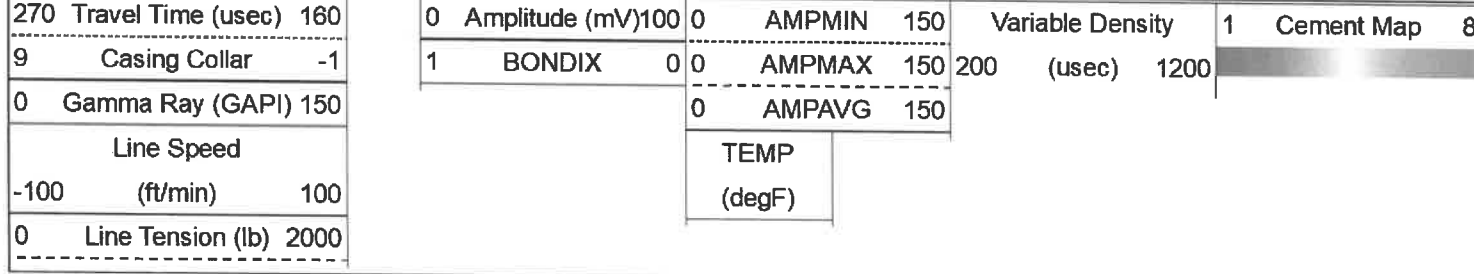 270 Travel Time (usec) 160
9 Casing Collar -1
0 Gamma Ray (GAPI) 150
Line Speed
-100 (ft/min) 100
0 Line Tension (lb) 2000
0 Amplitude (mV)100
1 BONDIX 0
0 AMPMIN 150
0 AMPMAX 150
0 AMPAVG 150
TEMP
(degF)
Variable Density
200 (usec) 1200
1 Cement Map 8